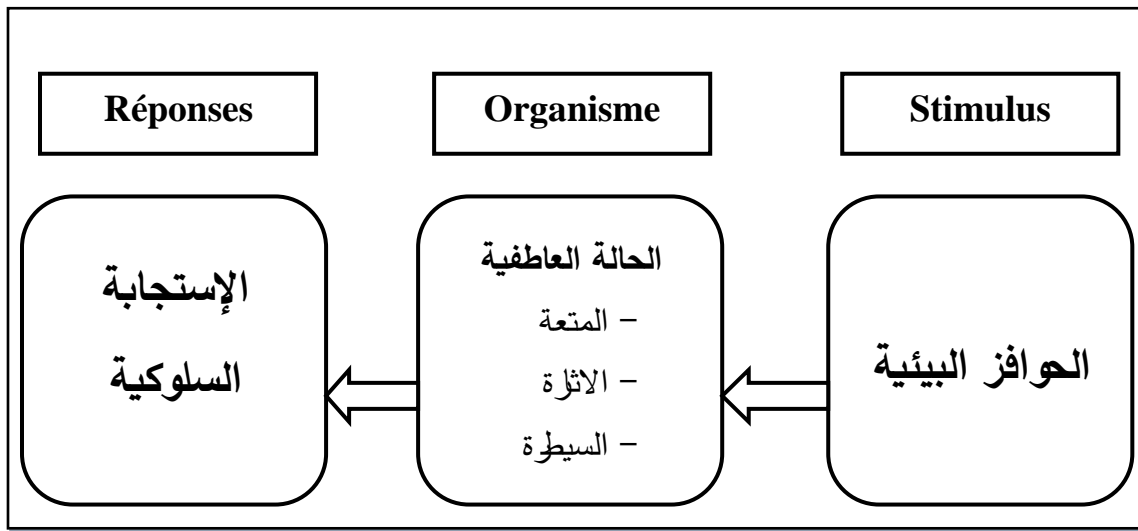 Stimulus
Organisme
Réponses
الحوافز البيئية
الحالة العاطفية
– المتعة
– الاثارة
– السيطرة
الإستجابة
السلوكية